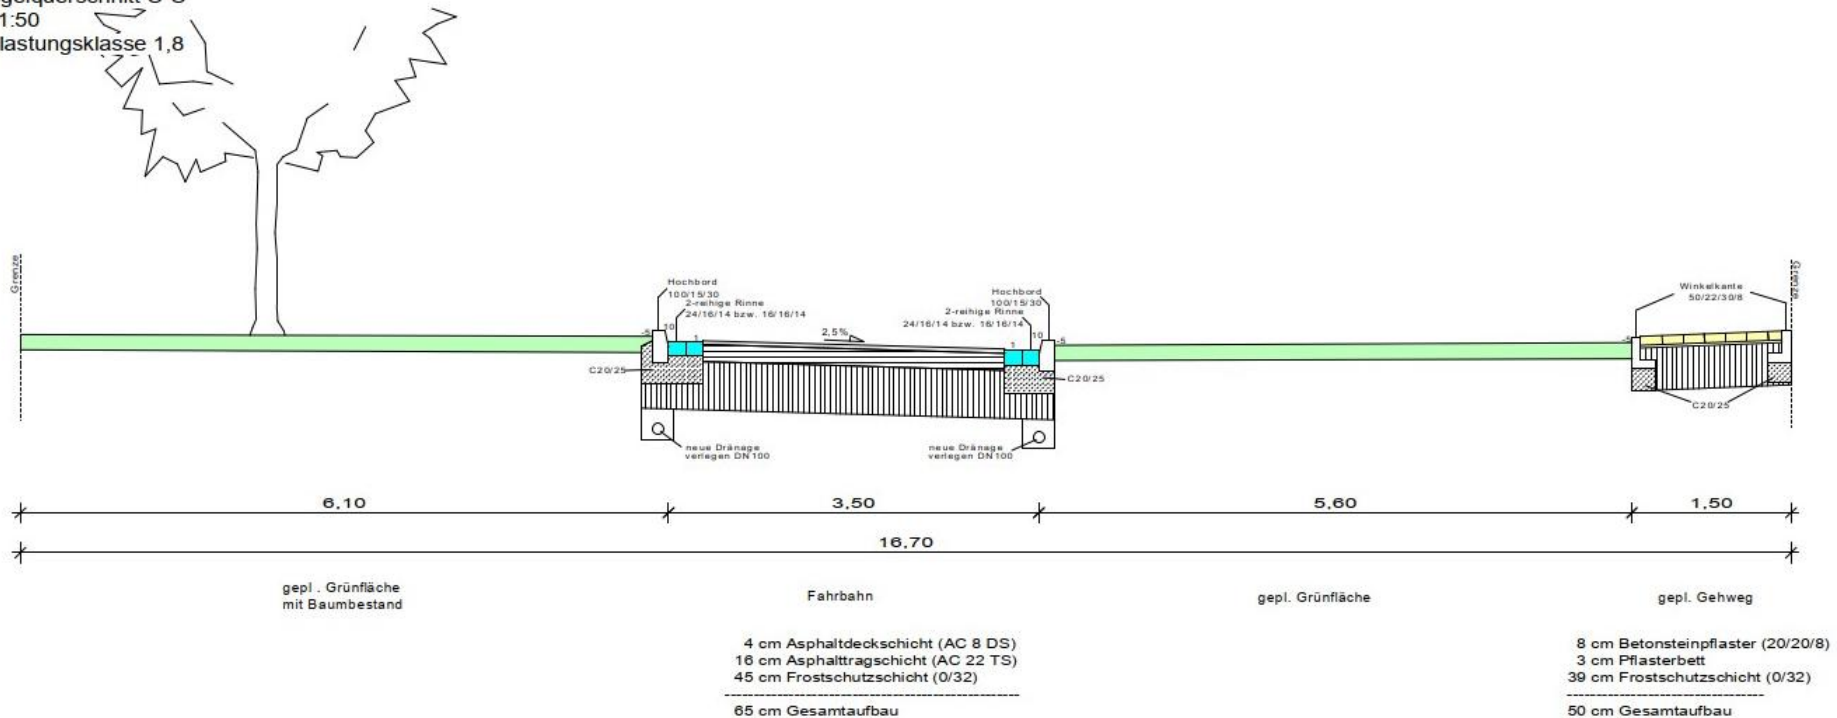 1:50
lastungsklasse 1,8
Grenze
Hochbord
100/15/30
2-reihige Rinne
24/16/14 bzw. 16/16/14
-5
10
1
2,5%
Hochbord
100/15/30
2-reihige Rinne
24/16/14 bzw. 16/16/14
1
10
-5
Winkelkante
50/22/30/8
Grenze
C20/25
C20/25
C20/25
neue Dränage
verlegen DN100
neue Dränage
verlegen DN100
6,10
3,50
5,60
1,50
16,70
gepl . Grünfläche
mit Baumbestand
Fahrbahn
gepl. Grünfläche
gepl. Gehweg
4 cm Asphaltdeckschicht (AC 8 DS)
16 cm Asphalttragschicht (AC 22 TS)
45 cm Frostschutzschicht (0/32)
65 cm Gesamtaufbau
8 cm Betonsteinpflaster (20/20/8)
3 cm Pflasterbett
39 cm Frostschutzschicht (0/32)
50 cm Gesamtaufbau